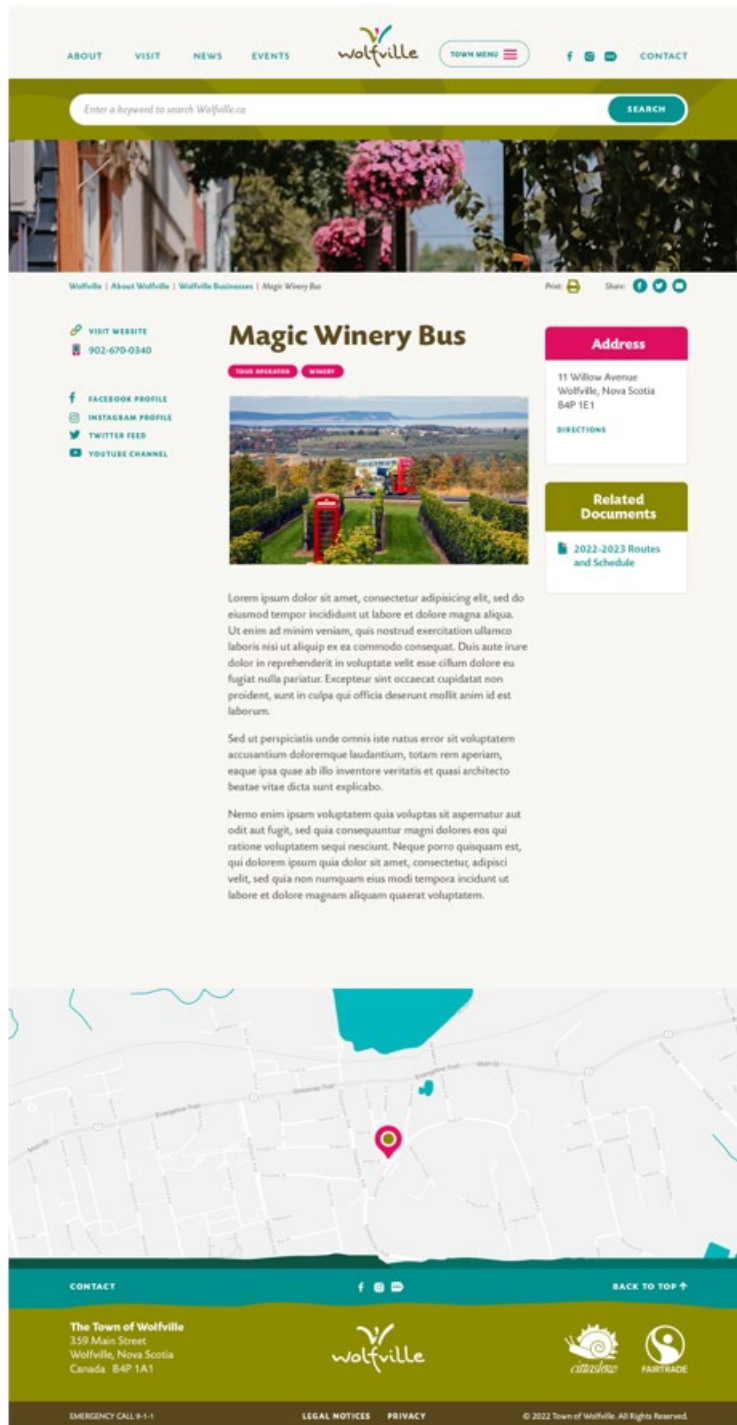 ABOUT VISIT NEWS EVENTS wolfville TOWN MENU CONTACT
Enter a keyword to search Wolfville.ca SEARCH
Wolfville | About Wolfville | Wolfville Businesses | Magic Winery Bus Print: Share:
VISIT WEBSITE
902-670-0340
FACEBOOK PROFILE
INSTAGRAM PROFILE
TWITTER FEED
YOUTUBE CHANNEL
Magic Winery Bus
TOUR OPERATOR WINERY
Lorem ipsum dolor sit amet, consectetur adipisicing elit, sed do
eiusmod tempor incididunt ut labore et dolore magna aliqua.
Ut enim ad minim veniam, quis nostrud exercitation ullamco
laboris nisi ut aliquip ex ea commodo consequat. Duis aute irure
dolor in reprehenderit in voluptate velit esse cillum dolore eu
fugiat nulla pariatur. Excepteur sint occaecat cupidatat non
proident, sunt in culpa qui officia deserunt mollit anim id est
laborum.
Sed ut perspiciatis unde omnis iste natus error sit voluptatem
accusantium doloremque laudantium, totam rem aperiam,
eaque ipsa quae ab illo inventore veritatis et quasi architecto
beatae vitae dicta sunt explicabo.
Nemo enim ipsam voluptatem quia voluptas sit aspernatur aut
odit aut fugit, sed quia consequuntur magni dolores eos qui
ratione voluptatem sequi nesciunt. Neque porro quisquam est,
qui dolorem ipsum quia dolor sit amet, consectetur, adipisci
velit, sed quia non numquam eius modi tempora incidunt ut
labore et dolore magnam aliquam quaerat voluptatem.
Address
11 Willow Avenue
Wolfville, Nova Scotia
B4P 1E1
DIRECTIONS
Related
Documents
2022-2023 Routes
and Schedule
Main St
Evangeline Trail
Evangeline Trail
Main St
CONTACT BACK TO TOP
The Town of Wolfville
359 Main Street
Wolfville, Nova Scotia
Canada B4P 1A1
wolfville
cittaslow
FAIRTRADE
EMERGENCY CALL 9-1-1 LEGAL NOTICES PRIVACY © 2022 Town of Wolfville. All Rights Reserved.